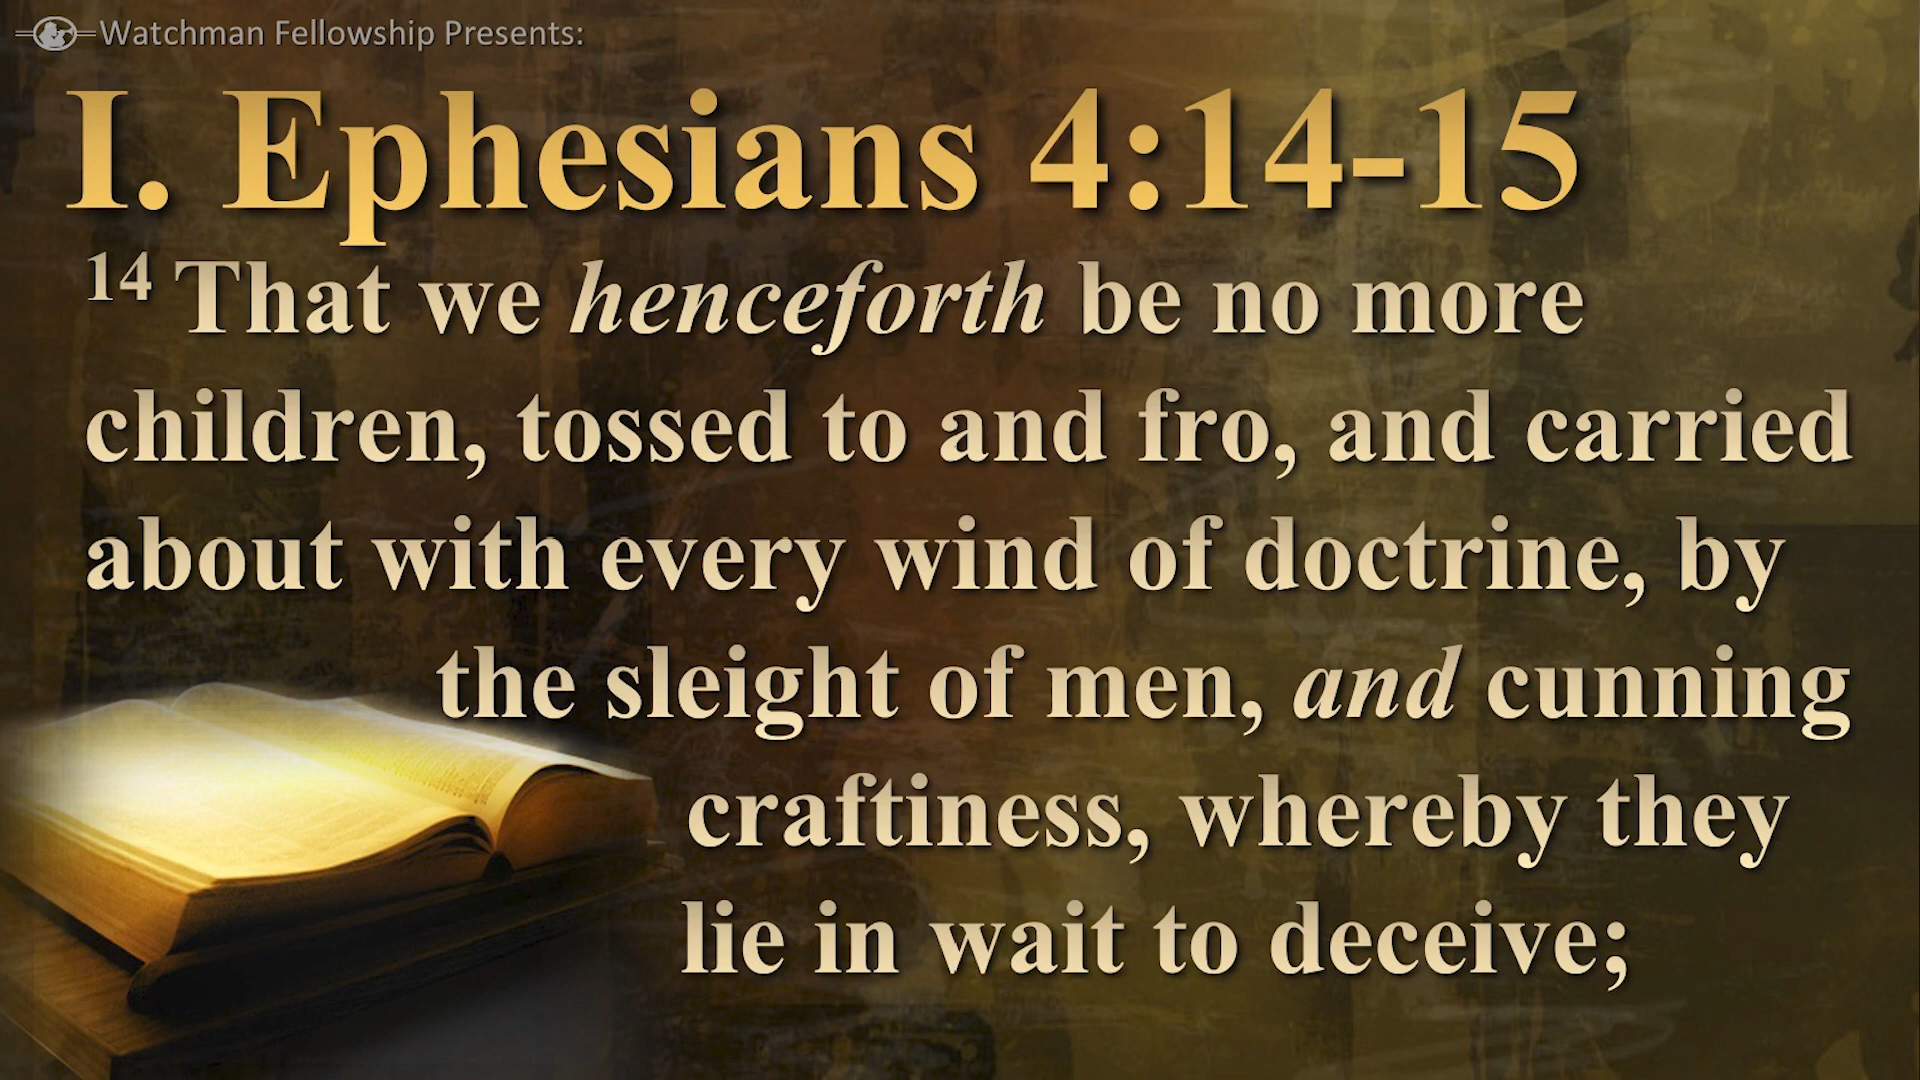 Watchman Fellowship Presents:
I. Ephesians 4:14-15
14 That we henceforth be no more
children, tossed to and fro, and carried
about with every wind of doctrine, by
the sleight of men, and cunning
craftiness, whereby they
lie in wait to deceive;